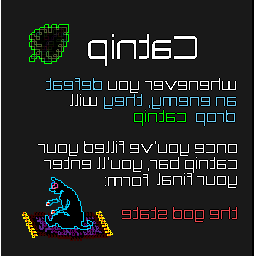 Catnip
whenever you defeat
an enemy, they will
drop catnip
once you've filled your
catnip bar, you'll enter
your final form:
the god state